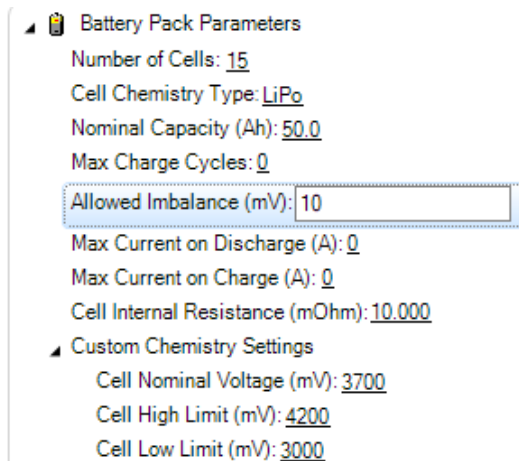 Battery Pack Parameters
Number of Cells: 15
Cell Chemistry Type: LiPo
Nominal Capacity (Ah): 50.0
Max Charge Cycles: 0
Allowed Imbalance (mV): 10
Max Current on Discharge (A): 0
Max Current on Charge (A): 0
Cell Internal Resistance (mOhm): 10.000
Custom Chemistry Settings
Cell Nominal Voltage (mV): 3700
Cell High Limit (mV): 4200
Cell Low Limit (mV): 3000